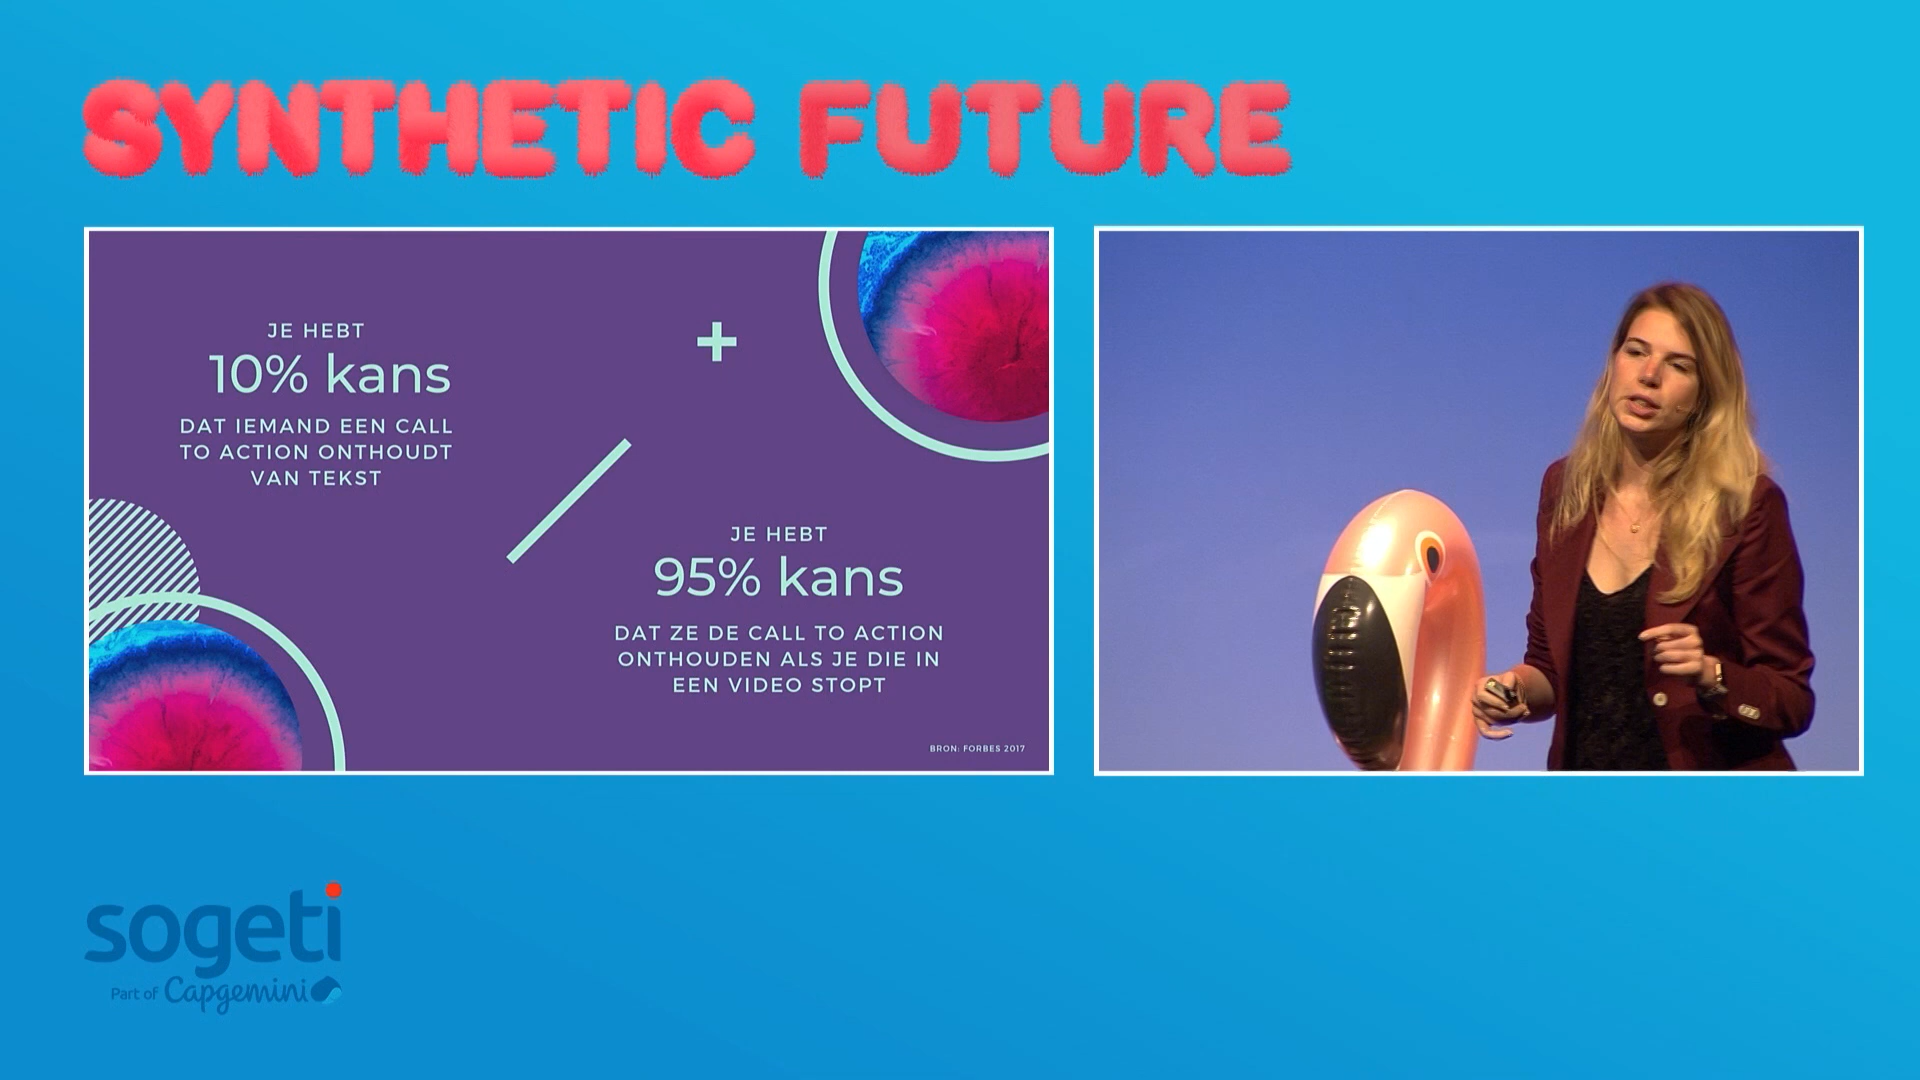 SYNTHETIC FUTURE
JE HEBT
10% kans
DAT IEMAND EEN CALL
TO ACTION ONTHOUDT
VAN TEKST
JE HEBT
95% kans
DAT ZE DE CALL TO ACTION
ONTHOUDEN ALS JE DIE IN
EEN VIDEO STOPT
BRON: FORBES 2017
sogeti
Part of Capgemini